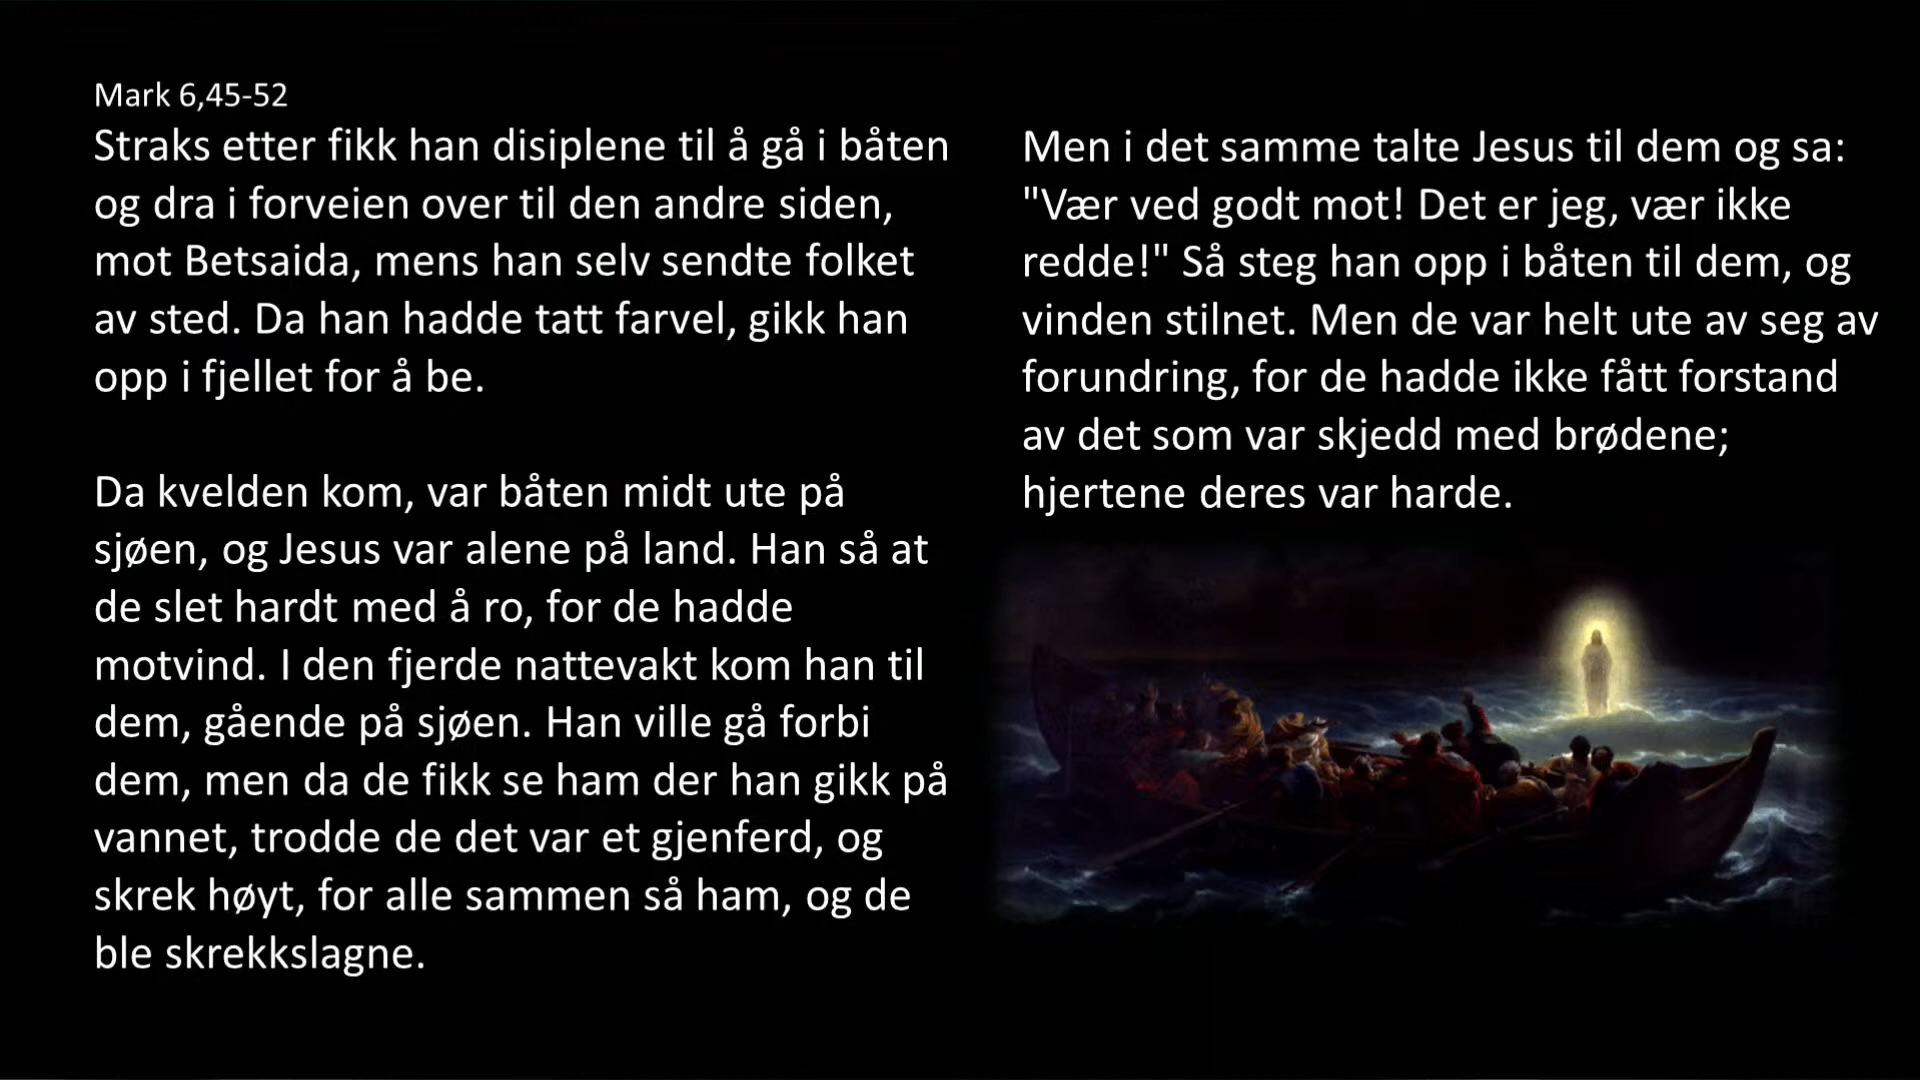 Mark 6,45-52
Straks etter fikk han disiplene til å gå i båten
og dra i forveien over til den andre siden,
mot Betsaida, mens han selv sendte folket
av sted. Da han hadde tatt farvel, gikk han
opp i fjellet for å be.
Da kvelden kom, var båten midt ute på
sjøen, og Jesus var alene på land. Han så at
de slet hardt med å ro, for de hadde
motvind. I den fjerde nattevakt kom han til
dem, gående på sjøen. Han ville gå forbi
dem, men da de fikk se ham der han gikk på
vannet, trodde de det var et gjenferd, og
skrek høyt, for alle sammen så ham, og de
ble skrekkslagne.
Men i det samme talte Jesus til dem og sa:
"Vær ved godt mot! Det er jeg, vær ikke
redde!" Så steg han opp i båten til dem, og
vinden stilnet. Men de var helt ute av seg av
forundring, for de hadde ikke fått forstand
av det som var skjedd med brødene;
hjertene deres var harde.